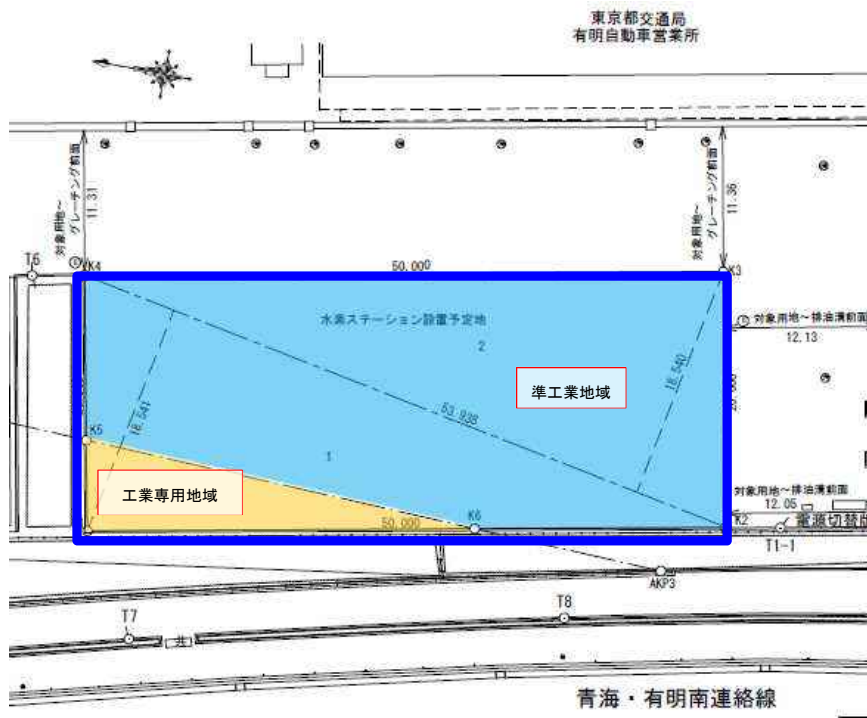 東京都交通局
有明自動車営業所
対象用地～
グレーチング前面
11.31
対象用地～
グレーチング前面
11.36
T6
K4
50.000
K3
水素ステーション設置予定地
2
対象用地～排油溝前面
12.13
準工業地域
18.540
18.541
53.938
K5
1
工業専用地域
対象用地～排油溝前面
12.05
50.000
K6
K2
電源切替
T1-1
AKP3
T7
T8
青海・有明南連絡線